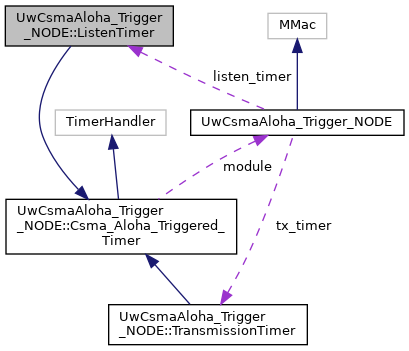 UwCsmaAloha_Trigger
_NODE::ListenTimer
MMac
listen_timer
TimerHandler
UwCsmaAloha_Trigger_NODE
module
UwCsmaAloha_Trigger
_NODE::Csma_Aloha_Triggered_
Timer
tx_timer
UwCsmaAloha_Trigger
_NODE::TransmissionTimer